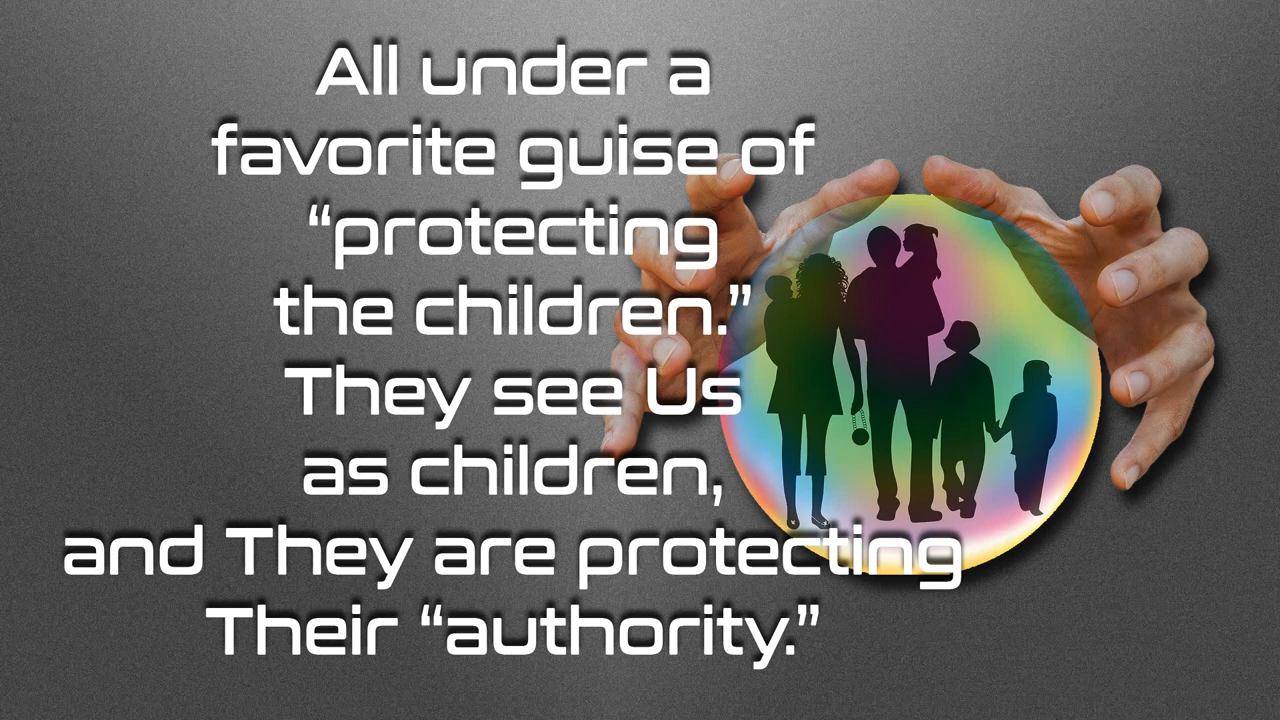 All under a
favorite guise of
“protecting
the children.”
They see Us
as children,
and They are protecting
Their “authority.”